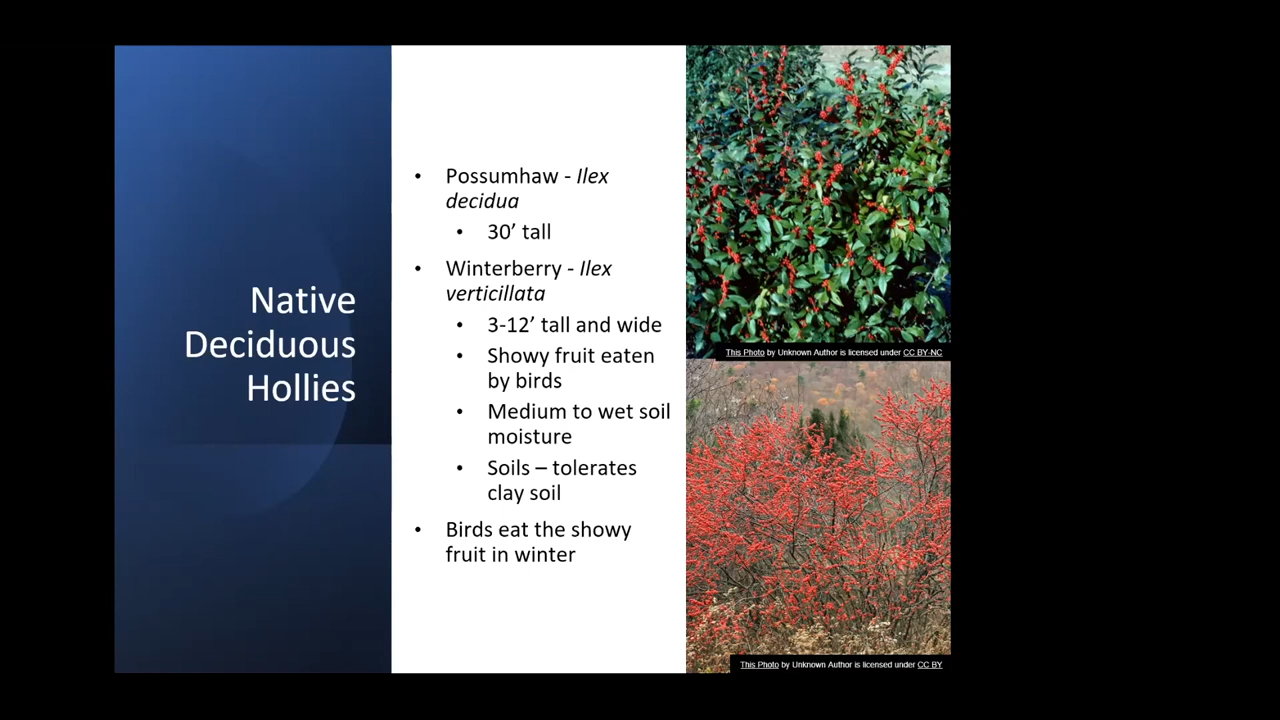 Native
Deciduous
Hollies
• Possumhaw - Ilex
decidua
• 30’ tall
• Winterberry - Ilex
verticillata
• 3-12’ tall and wide
• Showy fruit eaten
by birds
• Medium to wet soil
moisture
• Soils – tolerates
clay soil
• Birds eat the showy
fruit in winter
This Photo by Unknown Author is licensed under CC BY-NC
This Photo by Unknown Author is licensed under CC BY